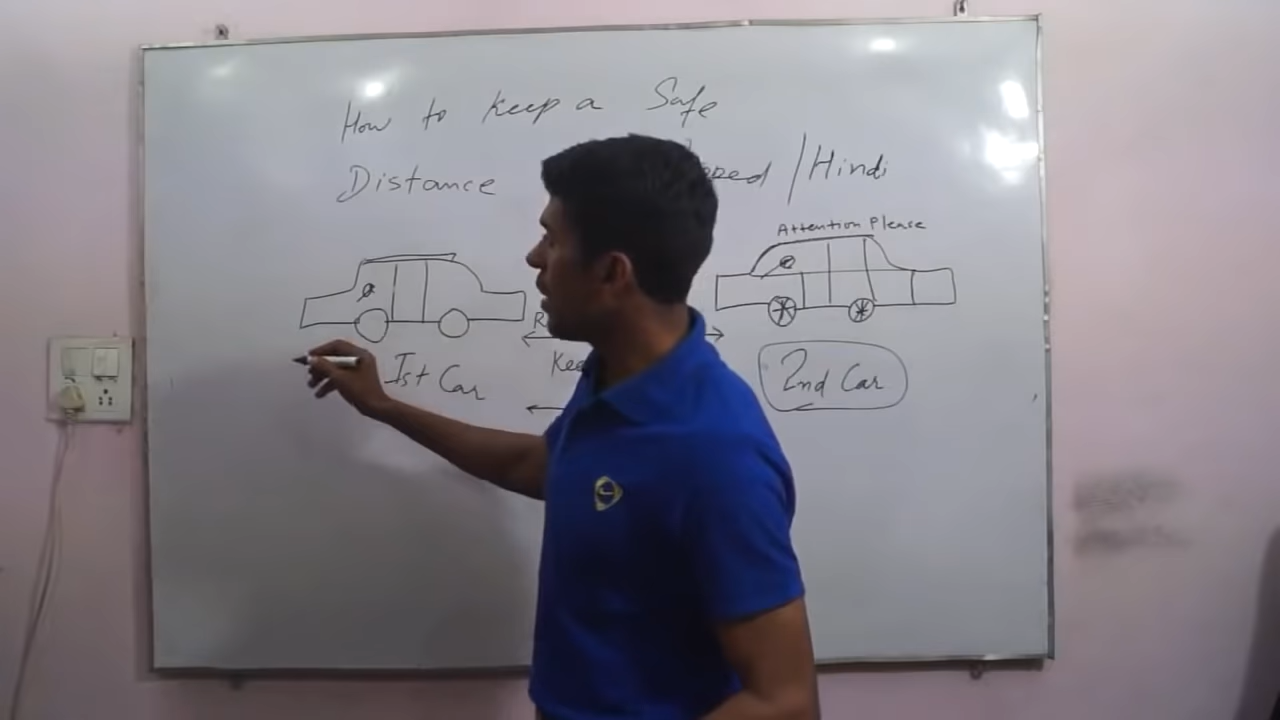 How to Keep a Safe
Distance /Hindi
Attention Please
Ist Car
2nd Car